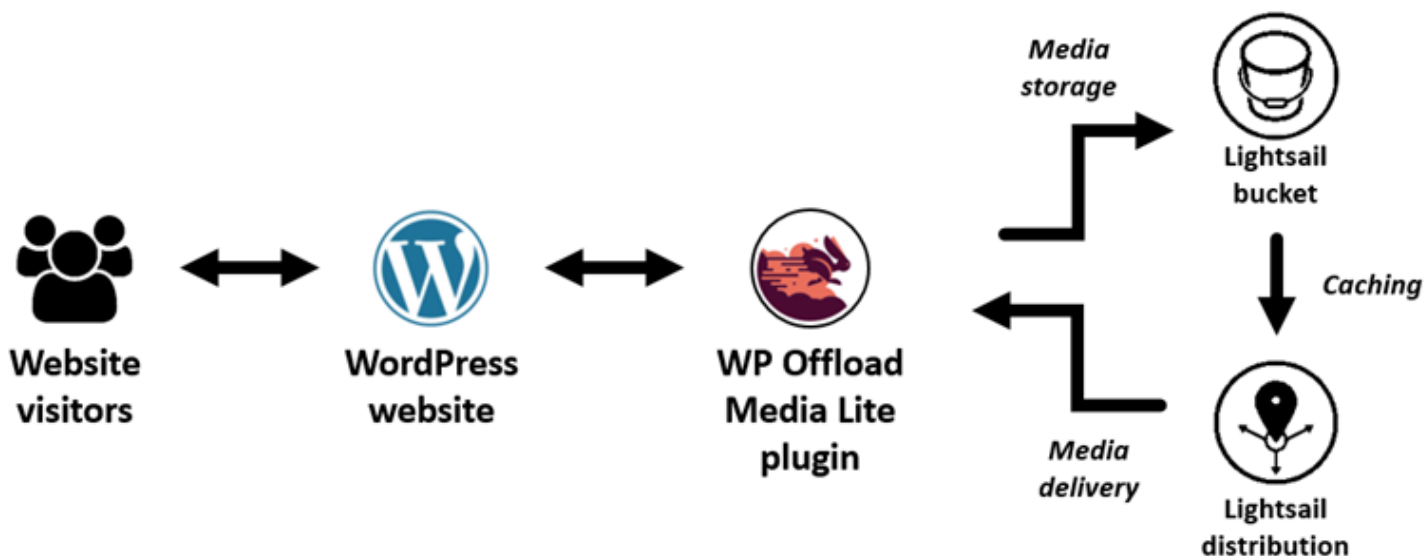 Media
storage
Lightsail
bucket
Caching
Website
visitors
WordPress
website
WP Offload
Media Lite
plugin
Media
delivery
Lightsail
distribution